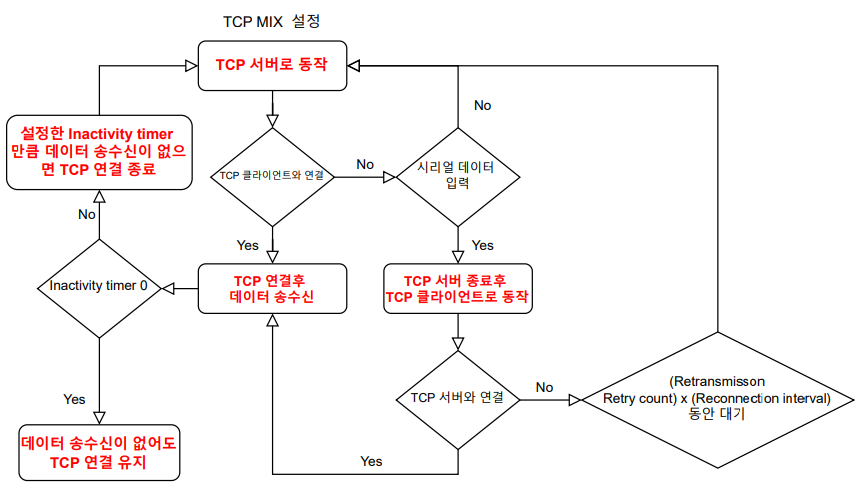 TCP MIX 설정
TCP 서버로 동작
No
설정한 Inactivity timer
만큼 데이터 송수신이 없으
면 TCP 연결 종료
TCP 클라이언트와 연결
No
시리얼 데이터
입력
No
Yes
Yes
Inactivity timer 0
TCP 연결후
데이터 송수신
TCP 서버 종료후
TCP 클라이언트로 동작
Yes
TCP 서버와 연결
No
(Retransmisson
Retry count) x (Reconnection interval)
동안 대기
데이터 송수신이 없어도
TCP 연결 유지
Yes